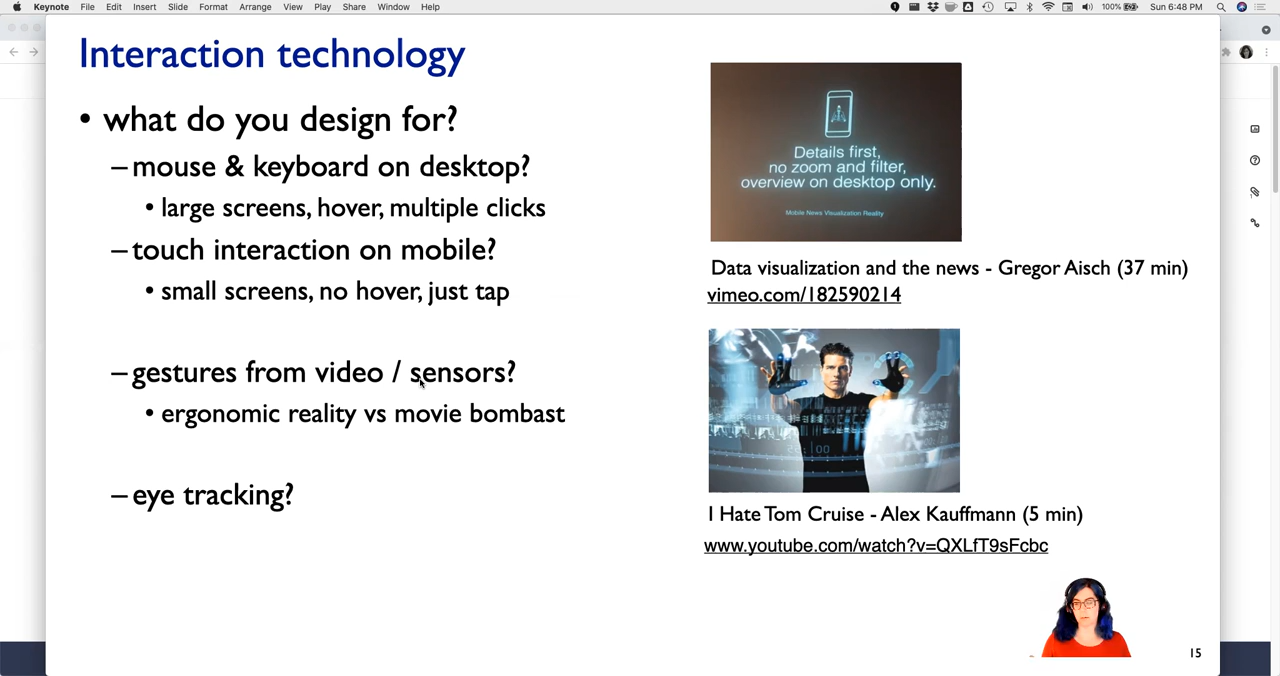 Keynote File Edit Insert Slide Format Arrange View Play Share Window Help 100% Sun 6:48 PM
Interaction technology
• what do you design for?
– mouse & keyboard on desktop?
• large screens, hover, multiple clicks
– touch interaction on mobile?
• small screens, no hover, just tap
– gestures from video / sensors?
• ergonomic reality vs movie bombast
– eye tracking?
Details first,
no zoom and filter,
overview on desktop only.
Mobile News Visualization Reality
Data visualization and the news - Gregor Aisch (37 min)
vimeo.com/182590214
I Hate Tom Cruise - Alex Kauffmann (5 min)
www.youtube.com/watch?v=QXLfT9sFcbc
15